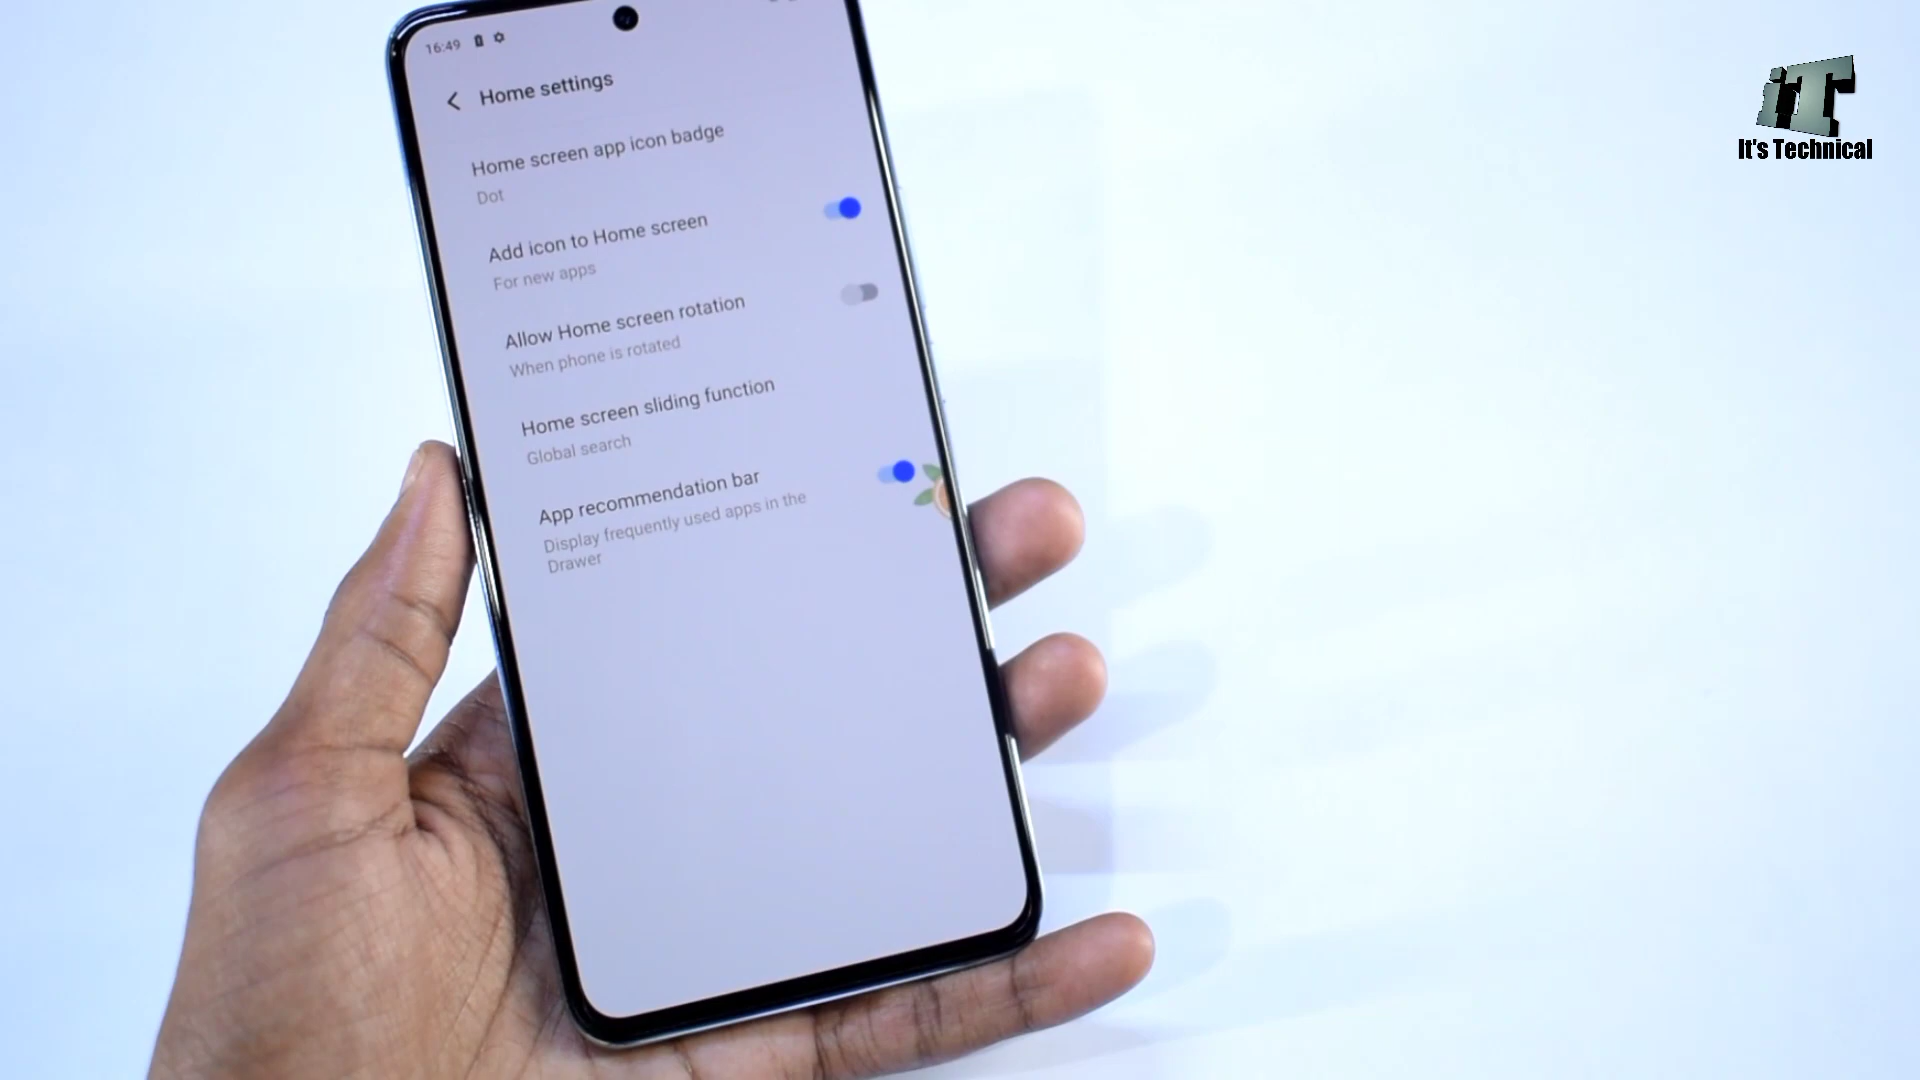 16:49
Home settings
Home screen app icon badge
Dot
Add icon to Home screen
For new apps
Allow Home screen rotation
When phone is rotated
Home screen sliding function
Global search
App recommendation bar
Display frequently used apps in the
Drawer
iT
It's Technical